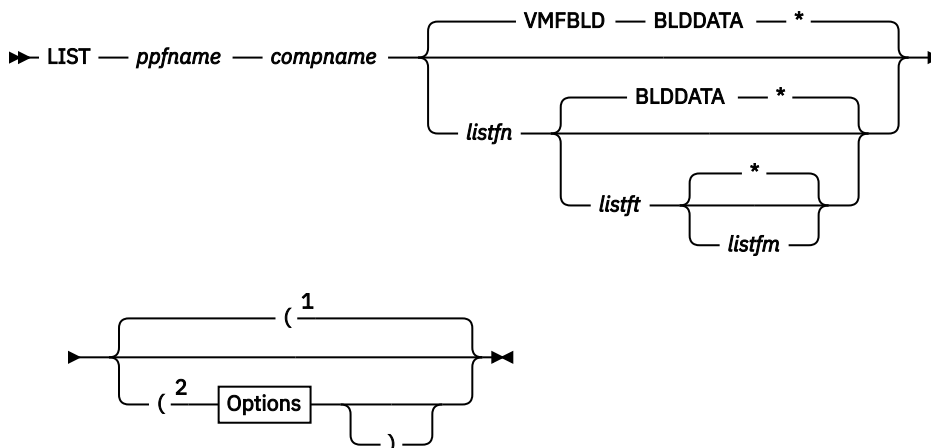 VMFBLD BLDDATA *
LIST ppfname compname
BLDDATA *
listfn
*
listft
listfm
( 1
( 2 Options
)